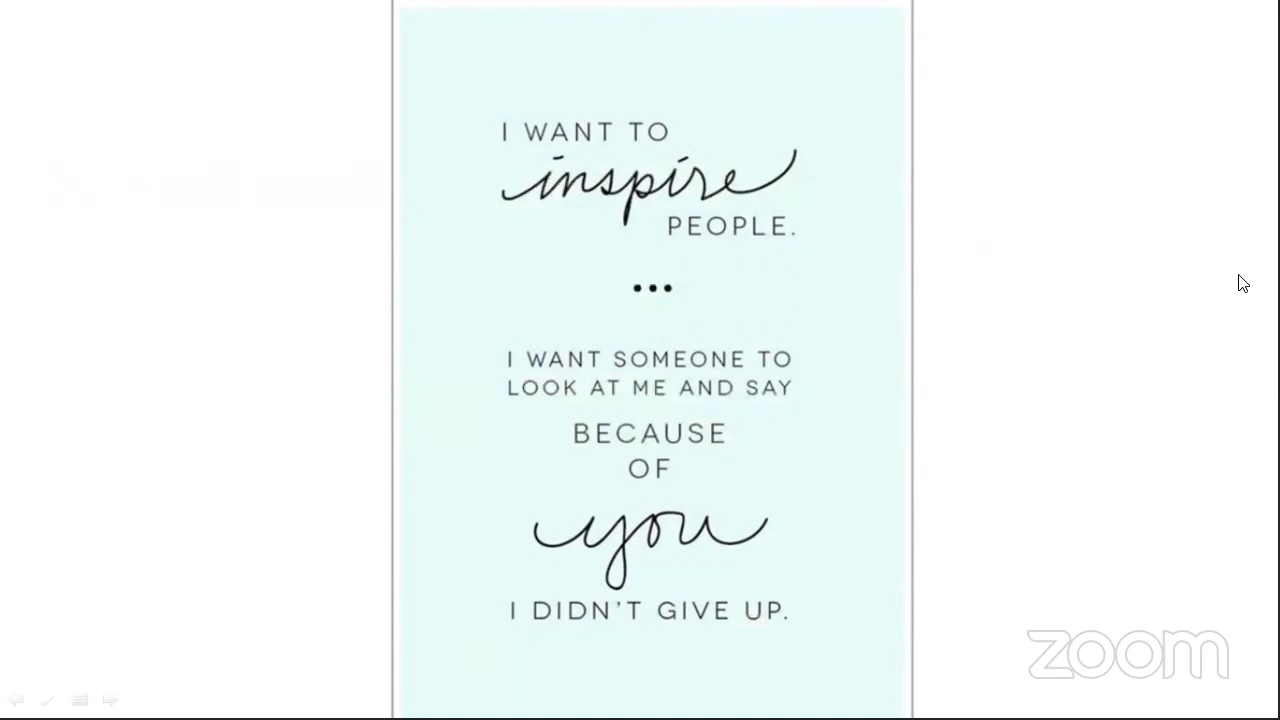 I WANT TO
inspire
PEOPLE.
...
I WANT SOMEONE TO
LOOK AT ME AND SAY
BECAUSE
OF
you
I DIDN'T GIVE UP.
zoom